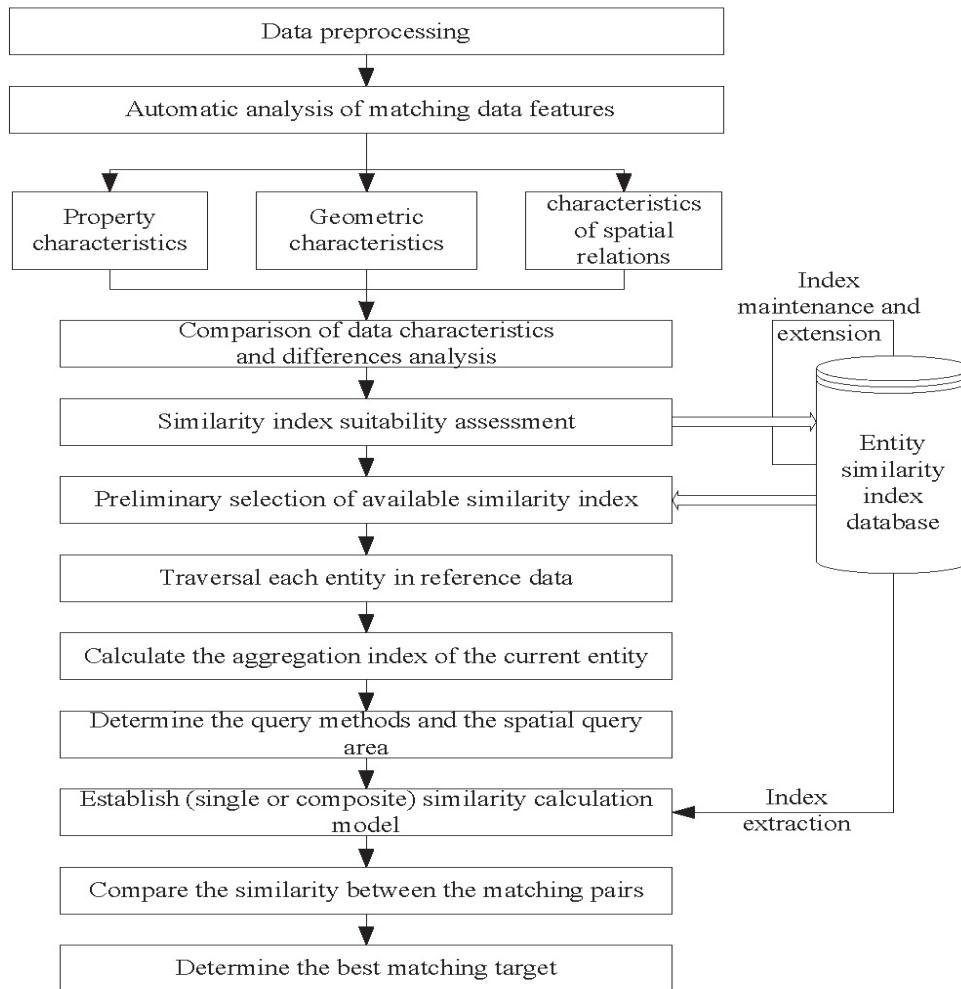 Data preprocessing
Automatic analysis of matching data features
Property
characteristics
Geometric
characteristics
characteristics
of spatial
relations
Index
maintenance and
extension
Comparison of data characteristics
and differences analysis
Similarity index suitability assessment
Entity
similarity
index
database
Preliminary selection of available similarity index
Traversal each entity in reference data
Calculate the aggregation index of the current entity
Determine the query methods and the spatial query
area
Establish (single or composite) similarity calculation
model
Index
extraction
Compare the similarity between the matching pairs
Determine the best matching target